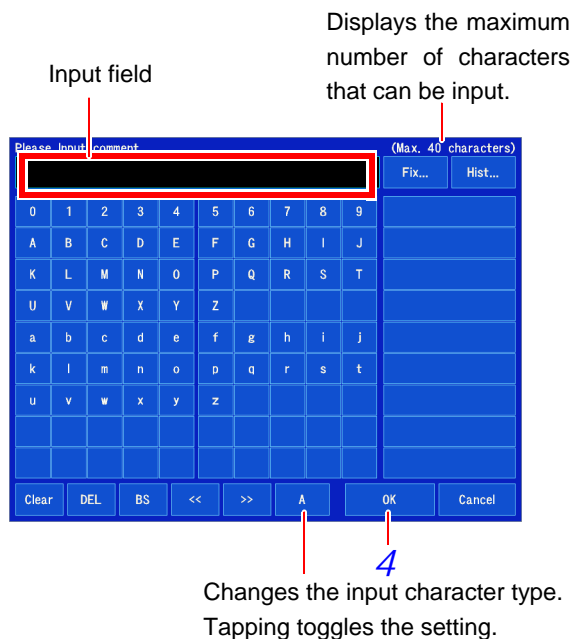 Displays the maximum
number of characters
that can be input.
Input field
Please Input comment
(Max. 40 characters)
Fix... Hist...
0 1 2 3 4 5 6 7 8 9
A B C D E F G H I J
K L M N O P Q R S T
U V W X Y Z
a b c d e f g h i j
k l m n o p q r s t
u v w x y z
Clear DEL BS << >> A OK Cancel
4
Changes the input character type.
Tapping toggles the setting.